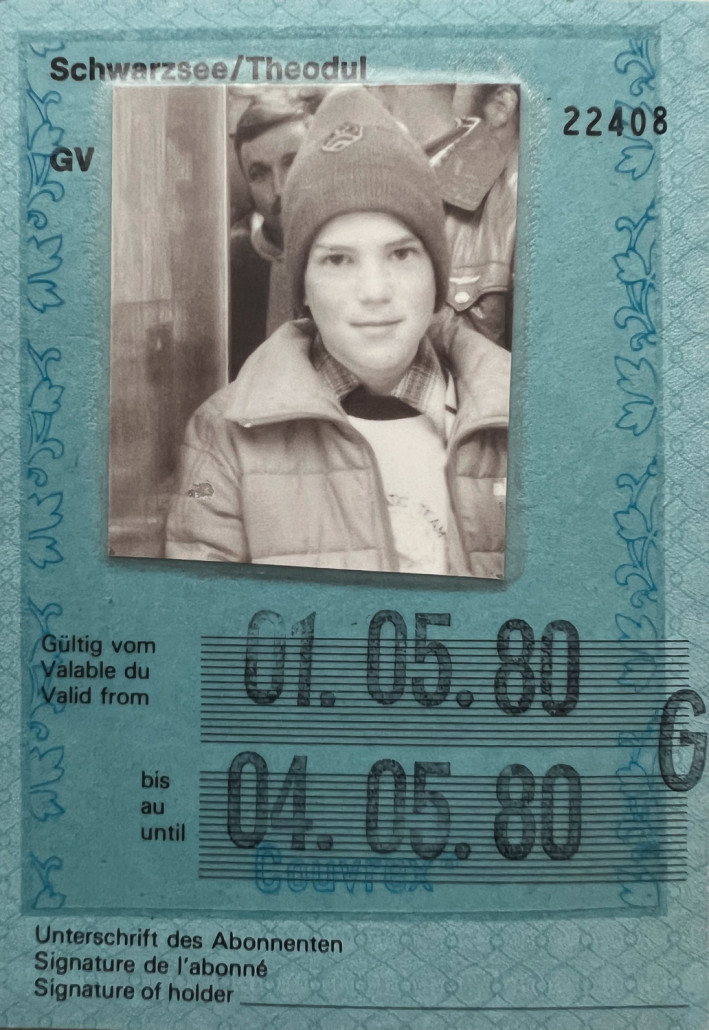 Schwarzsee/Theodul
22408
GV
TEAM
Gültig vom
Valable du
Valid from
01. 05. 80
G
bis
au
until
04. 05. 80
Couvrex
Unterschrift des Abonnenten
Signature de l'abonné
Signature of holder